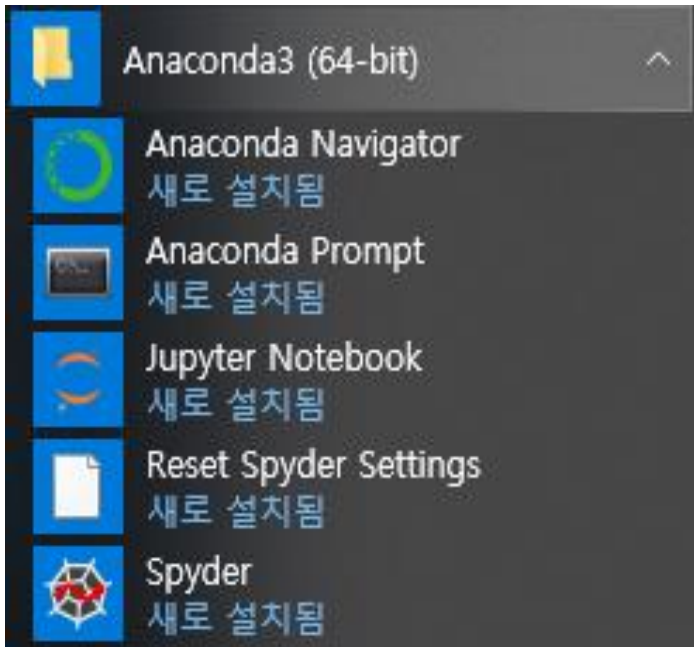 Anaconda3 (64-bit)
Anaconda Navigator
새로 설치됨
Anaconda Prompt
새로 설치됨
Jupyter Notebook
새로 설치됨
Reset Spyder Settings
새로 설치됨
Spyder
새로 설치됨